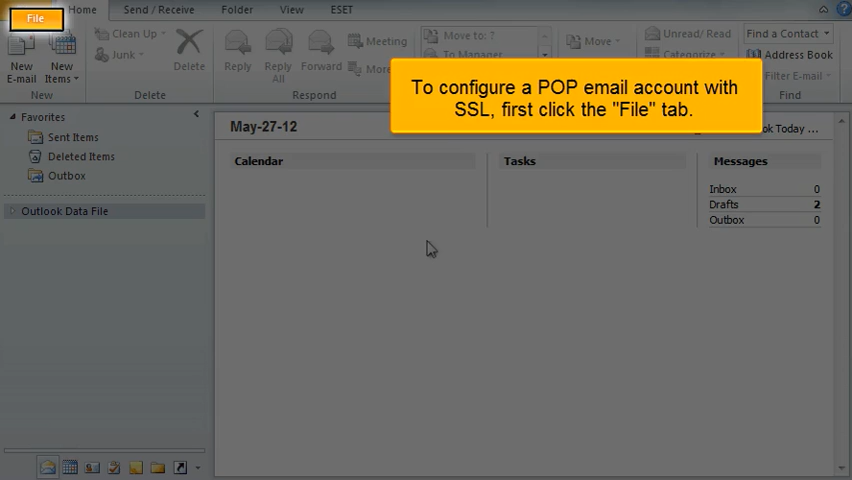 File
Home
Send / Receive
Folder
View
ESET
New
E-mail
New
Items
New
Clean Up
Junk
Delete
Delete
Reply
Reply
All
Forward
Meeting
Respond
Move to: ?
To Manager
Move
Unread/ Read
Categorize
Filter E-mail
Find a Contact
Address Book
Find
To configure a POP email account with
SSL, first click the "File" tab.
Favorites
Sent Items
Deleted Items
Outbox
Outlook Data File
May-27-12
Calendar
Tasks
Messages
Inbox 0
Drafts 2
Outbox 0